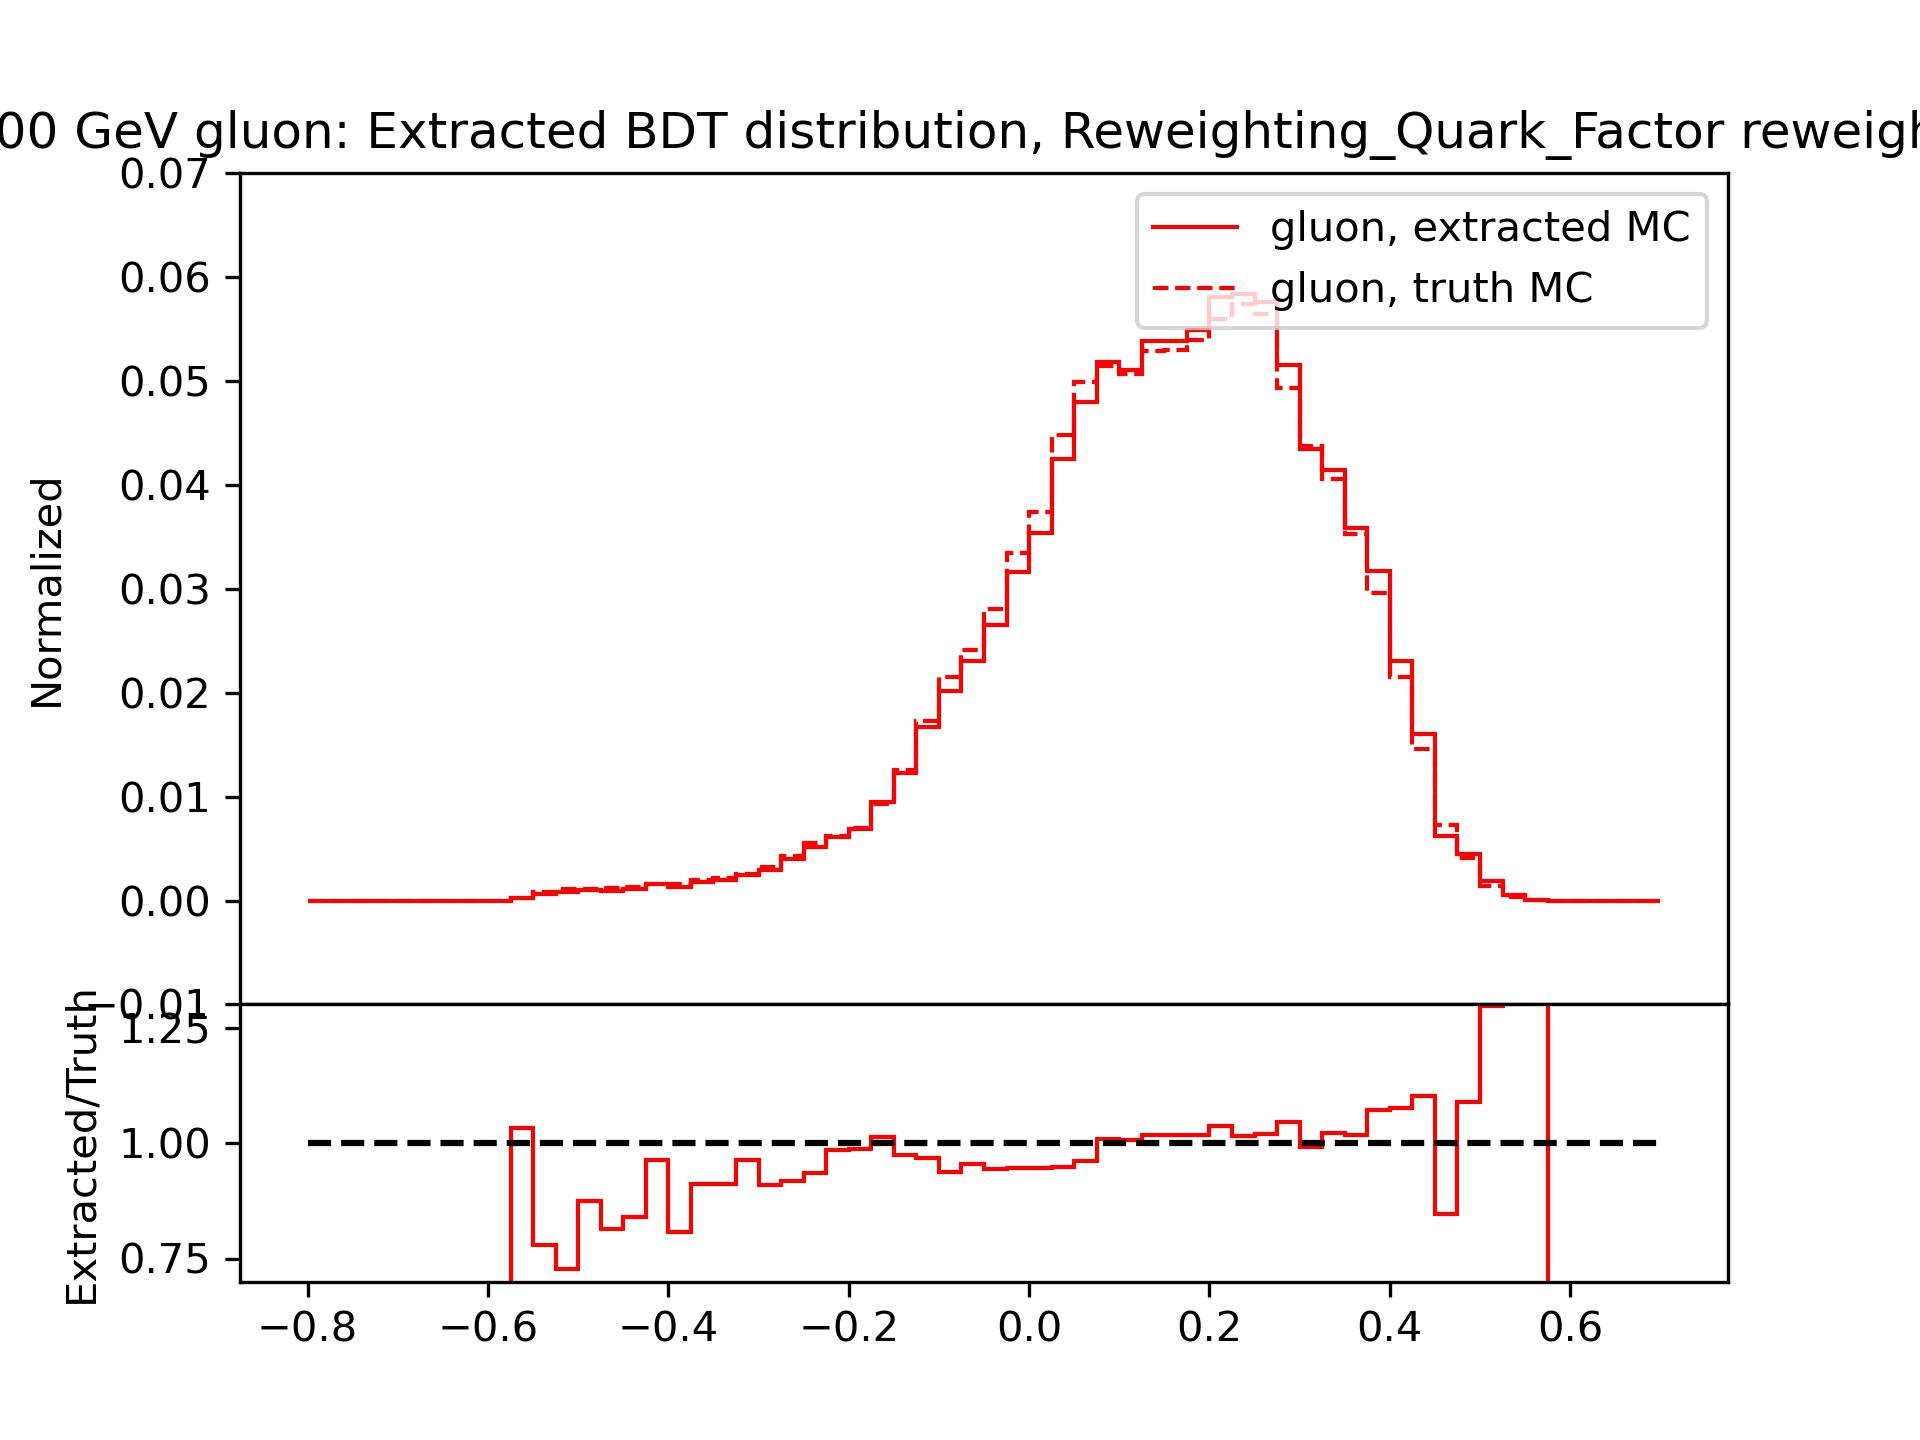 00 GeV gluon: Extracted BDT distribution, Reweighting_Quark_Factor reweigh
gluon, extracted MC
gluon, truth MC
Normalized
0.07
0.06
0.05
0.04
0.03
0.02
0.01
0.00
−0.01
Extracted/Truth
1.25
1.00
0.75
−0.8 −0.6 −0.4 −0.2 0.0 0.2 0.4 0.6